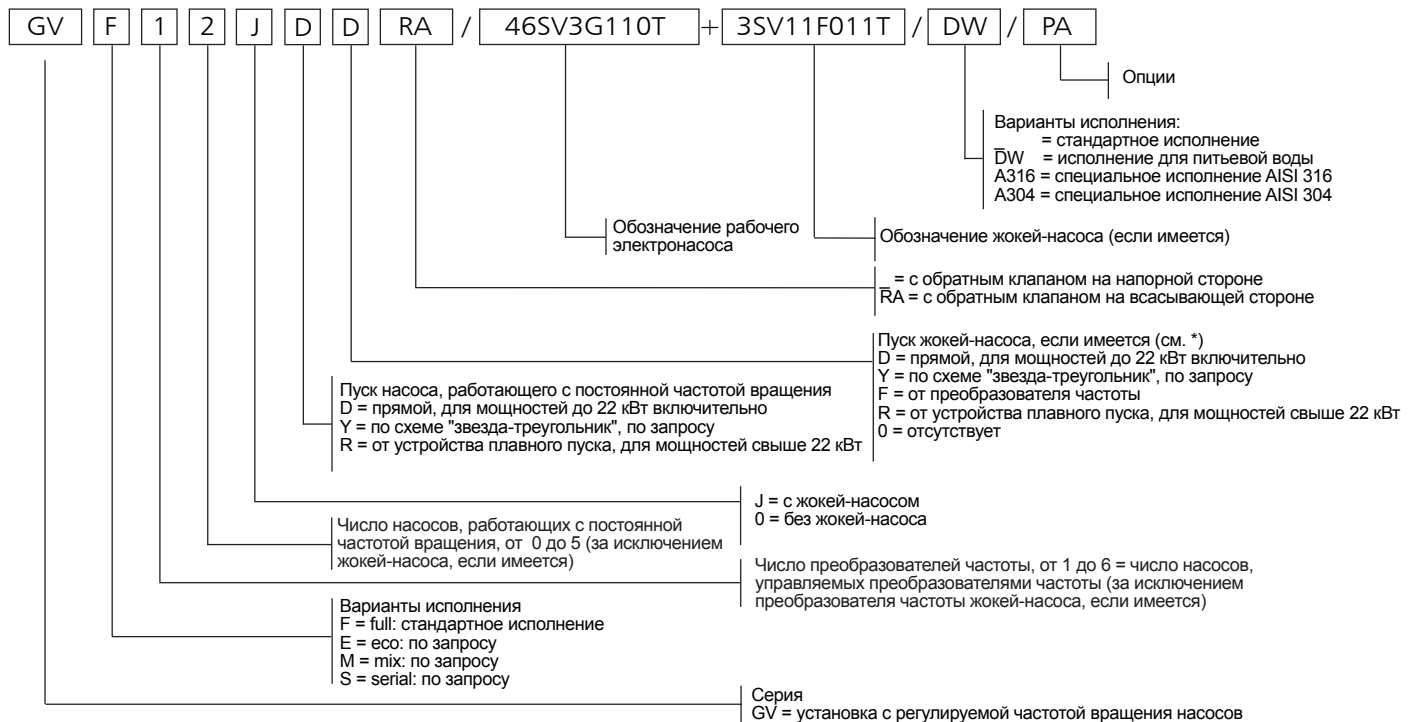 GV F 1 2 J D D RA / 46SV3G110T + 3SV11F011T / DW / PA
Опции
Варианты исполнения:
_ = стандартное исполнение
DW = исполнение для питьевой воды
A316 = специальное исполнение AISI 316
A304 = специальное исполнение AISI 304
Обозначение рабочего
электронасоса
Обозначение жокей-насоса (если имеется)
_ = с обратным клапаном на напорной стороне
RA = с обратным клапаном на всасывающей стороне
Пуск жокей-насоса, если имеется (см. *)
D = прямой, для мощностей до 22 кВт включительно
Y = по схеме "звезда-треугольник", по запросу
F = от преобразователя частоты
R = от устройства плавного пуска, для мощностей свыше 22 кВт
0 = отсутствует
Пуск насоса, работающего с постоянной частотой вращения
D = прямой, для мощностей до 22 кВт включительно
Y = по схеме "звезда-треугольник", по запросу
R = от устройства плавного пуска, для мощностей свыше 22 кВт
J = с жокей-насосом
0 = без жокей-насоса
Число насосов, работающих с постоянной
частотой вращения, от 0 до 5 (за исключением
жокей-насоса, если имеется)
Число преобразователей частоты, от 1 до 6 = число насосов,
управляемых преобразователями частоты (за исключением
преобразователя частоты жокей-насоса, если имеется)
Варианты исполнения
F = full: стандартное исполнение
E = eco: по запросу
M = mix: по запросу
S = serial: по запросу
Серия
GV = установка с регулируемой частотой вращения насосов